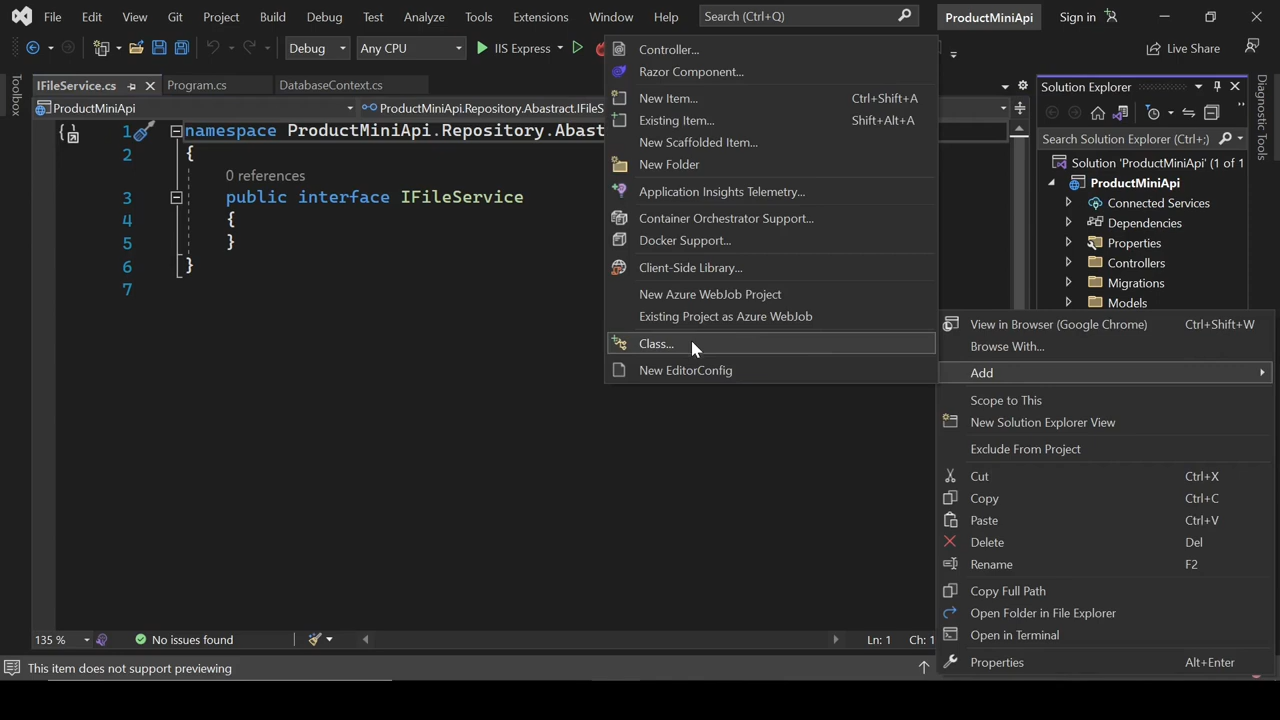 File Edit View Git Project Build Debug Test Analyze Tools Extensions Window Help Search (Ctrl+Q) ProductMiniApi Sign in
Debug Any CPU IIS Express Live Share
IFileService.cs Program.cs DatabaseContext.cs
ProductMiniApi ProductMiniApi.Repository.Abastract.IFileS
Toolbox
1 namespace ProductMiniApi.Repository.Abast
2 {
0 references
3 public interface IFileService
4 {
5 }
6 }
7
Controller...
Razor Component...
New Item... Ctrl+Shift+A
Existing Item... Shift+Alt+A
New Scaffolded Item...
New Folder
Application Insights Telemetry...
Container Orchestrator Support...
Docker Support...
Client-Side Library...
New Azure WebJob Project
Existing Project as Azure WebJob
Class...
New EditorConfig
Solution Explorer
Search Solution Explorer (Ctrl+;)
Solution 'ProductMiniApi' (1 of 1
ProductMiniApi
Connected Services
Dependencies
Properties
Controllers
Migrations
Models
Diagnostic Tools
View in Browser (Google Chrome) Ctrl+Shift+W
Browse With...
Add
Scope to This
New Solution Explorer View
Exclude From Project
Cut Ctrl+X
Copy Ctrl+C
Paste Ctrl+V
Delete Del
Rename F2
Copy Full Path
Open Folder in File Explorer
Open in Terminal
Properties Alt+Enter
135 % No issues found Ln: 1 Ch: 1
This item does not support previewing